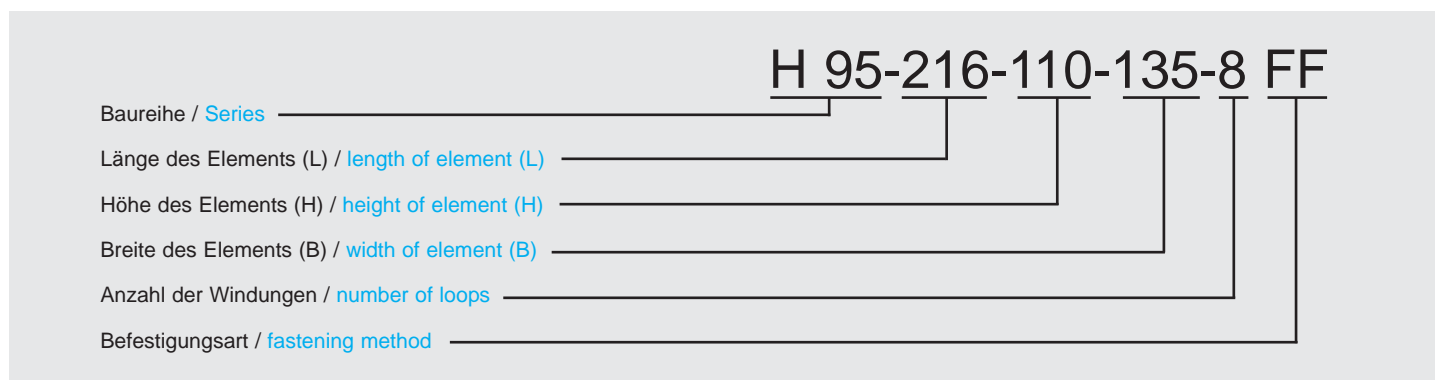 H 95-216-110-135-8 FF
Baureihe / Series
Länge des Elements (L) / length of element (L)
Höhe des Elements (H) / height of element (H)
Breite des Elements (B) / width of element (B)
Anzahl der Windungen / number of loops
Befestigungsart / fastening method